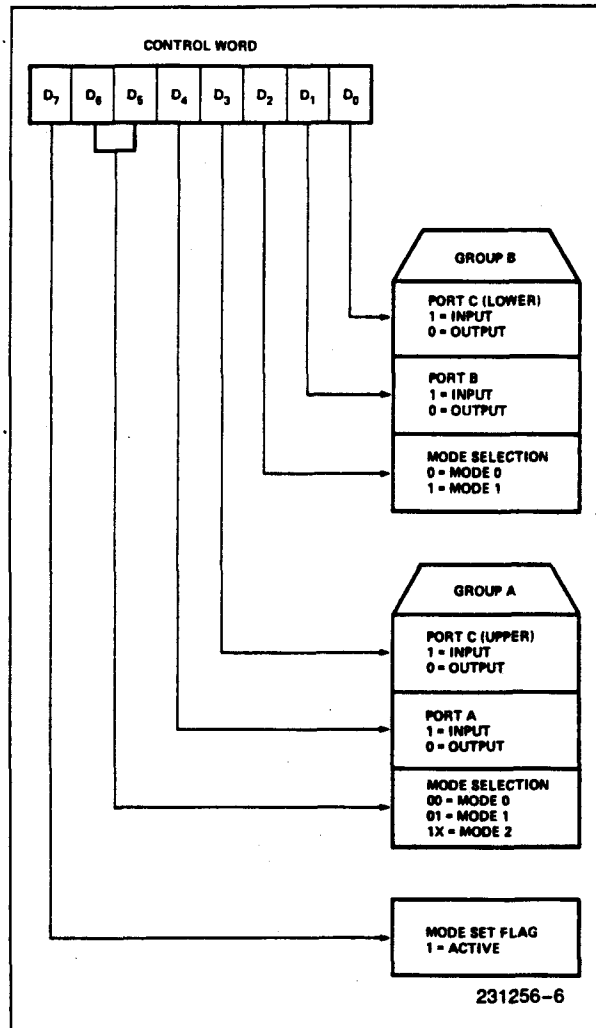 CONTROL WORD
D7 D6 D5 D4 D3 D2 D1 D0
GROUP B
PORT C (LOWER)
1 = INPUT
0 = OUTPUT
PORT B
1 = INPUT
0 = OUTPUT
MODE SELECTION
0 = MODE 0
1 = MODE 1
GROUP A
PORT C (UPPER)
1 = INPUT
0 = OUTPUT
PORT A
1 = INPUT
0 = OUTPUT
MODE SELECTION
00 = MODE 0
01 = MODE 1
1X = MODE 2
MODE SET FLAG
1 = ACTIVE
231256-6